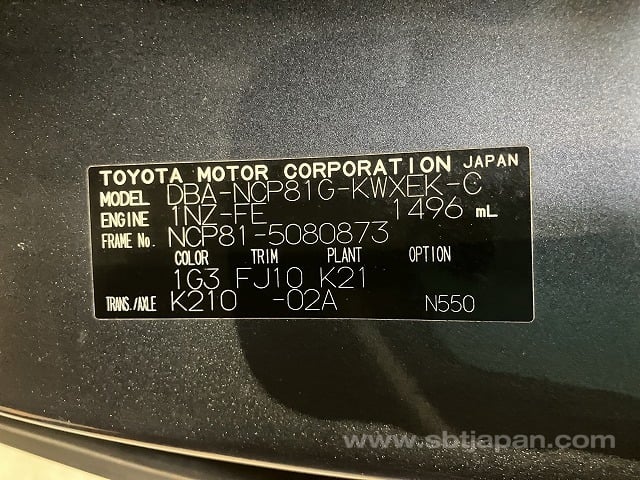 TOYOTA MOTOR CORPORATION JAPAN
MODEL DBA-NCP81G-KWXEK-C
ENGINE 1NZ-FE 1496 mL
FRAME No. NCP81-5080873
COLOR TRIM PLANT OPTION
1G3 FJ10 K21
TRANS./AXLE K210 -02A N550
www.sbtjapan.com